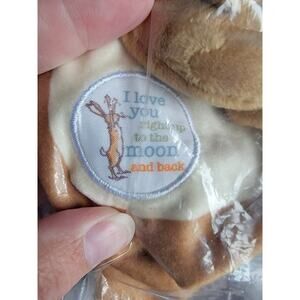 I love
you
right up
to the
moon
and back